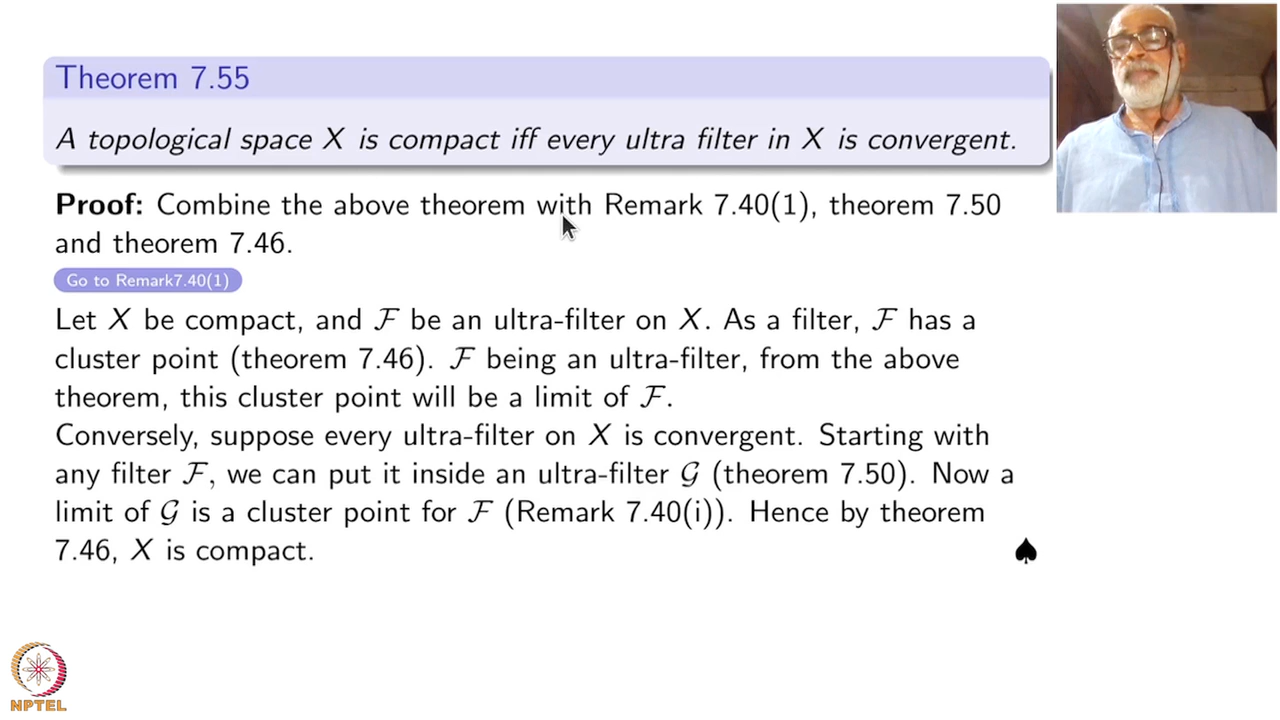 Theorem 7.55
A topological space X is compact iff every ultra filter in X is convergent.
Proof: Combine the above theorem with Remark 7.40(1), theorem 7.50
and theorem 7.46.
Go to Remark7.40(1)
Let X be compact, and ℱ be an ultra-filter on X. As a filter, ℱ has a
cluster point (theorem 7.46). ℱ being an ultra-filter, from the above
theorem, this cluster point will be a limit of ℱ.
Conversely, suppose every ultra-filter on X is convergent. Starting with
any filter ℱ, we can put it inside an ultra-filter 𝒢 (theorem 7.50). Now a
limit of 𝒢 is a cluster point for ℱ (Remark 7.40(i)). Hence by theorem
7.46, X is compact. ♠
NPTEL